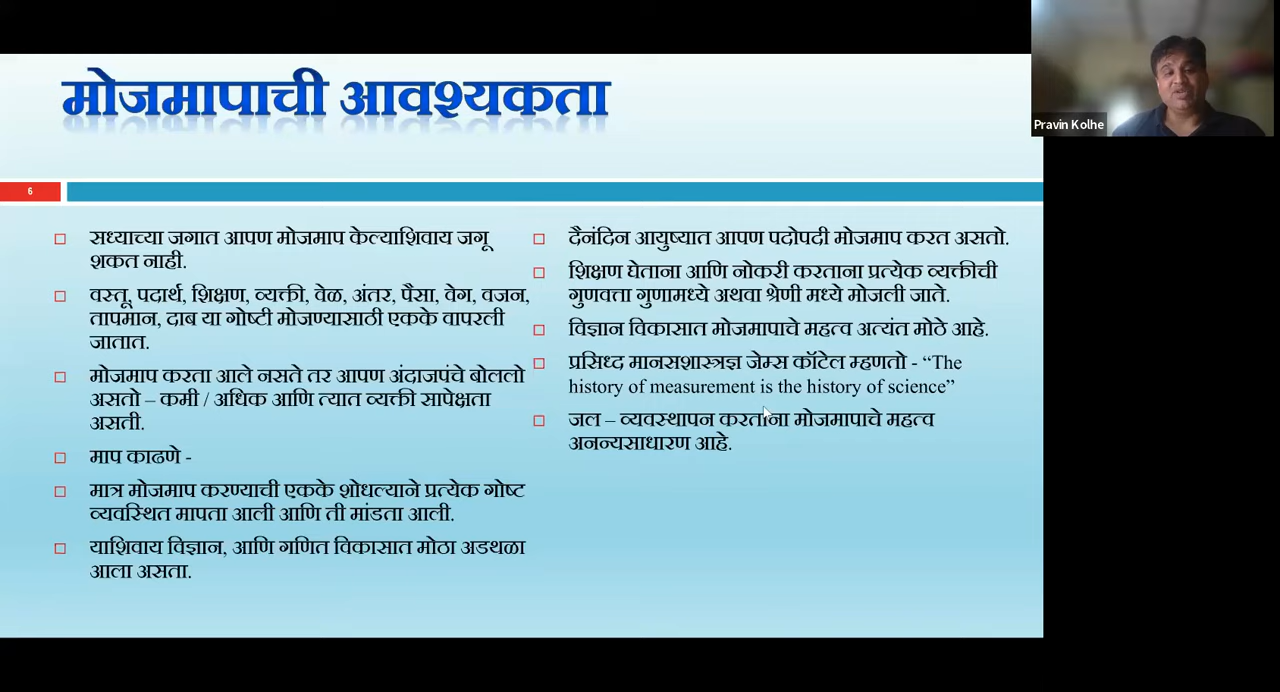 मोजमापाची आवश्यकता
Pravin Kolhe
6
सध्याच्या जगात आपण मोजमाप केल्याशिवाय जगू
शकत नाही.
वस्तू, पदार्थ, शिक्षण, व्यक्ती, वेळ, अंतर, पैसा, वेग, वजन,
तापमान, दाब या गोष्टी मोजण्यासाठी एकके वापरली
जातात.
मोजमाप करता आले नसते तर आपण अंदाजपंचे बोललो
असतो – कमी / अधिक आणि त्यात व्यक्ती सापेक्षता
असती.
माप काढणे -
मात्र मोजमाप करण्याची एकके शोधल्याने प्रत्येक गोष्ट
व्यवस्थित मापता आली आणि ती मांडता आली.
याशिवाय विज्ञान, आणि गणित विकासात मोठा अडथळा
आला असता.
दैनंदिन आयुष्यात आपण पदोपदी मोजमाप करत असतो.
शिक्षण घेताना आणि नोकरी करताना प्रत्येक व्यक्तीची
गुणवत्ता गुणामध्ये अथवा श्रेणी मध्ये मोजली जाते.
विज्ञान विकासात मोजमापाचे महत्व अत्यंत मोठे आहे.
प्रसिध्द मानसशास्त्रज्ञ जेम्स कॉटेल म्हणतो - “The
history of measurement is the history of science”
जल – व्यवस्थापन करताना मोजमापाचे महत्व
अनन्यसाधारण आहे.